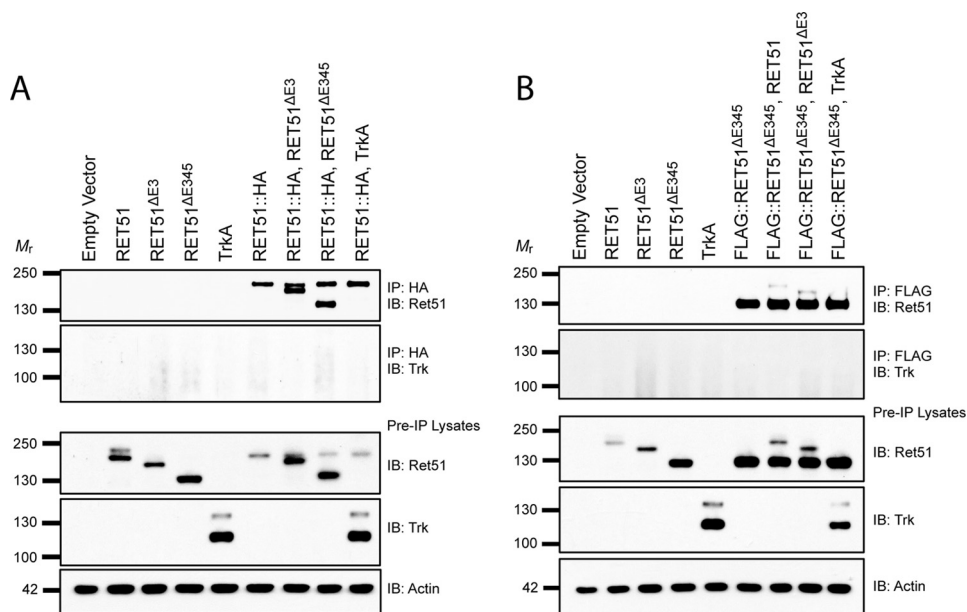 A
Empty Vector
RET51
RET51ΔE3
RET51ΔE345
TrkA
RET51::HA
RET51::HA, RET51ΔE3
RET51::HA, RET51ΔE345
RET51::HA, TrkA
Mr
250
130
IP: HA
IB: Ret51
130
100
IP: HA
IB: Trk
Pre-IP Lysates
250
130
IB: Ret51
130
100
IB: Trk
42
IB: Actin
B
Empty Vector
RET51
RET51ΔE3
RET51ΔE345
TrkA
FLAG::RET51ΔE345
FLAG::RET51ΔE345, RET51
FLAG::RET51ΔE345, RET51ΔE3
FLAG::RET51ΔE345, TrkA
Mr
250
130
IP: FLAG
IB: Ret51
130
100
IP: FLAG
IB: Trk
Pre-IP Lysates
250
130
IB: Ret51
130
100
IB: Trk
42
IB: Actin